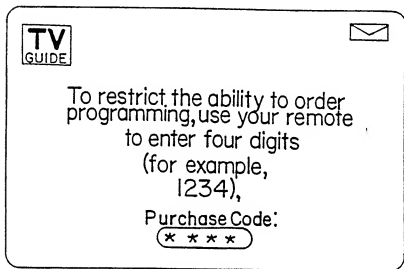 TV
GUIDE
To restrict the ability to order
programming, use your remote
to enter four digits
(for example,
1234),
Purchase Code:
* * * *